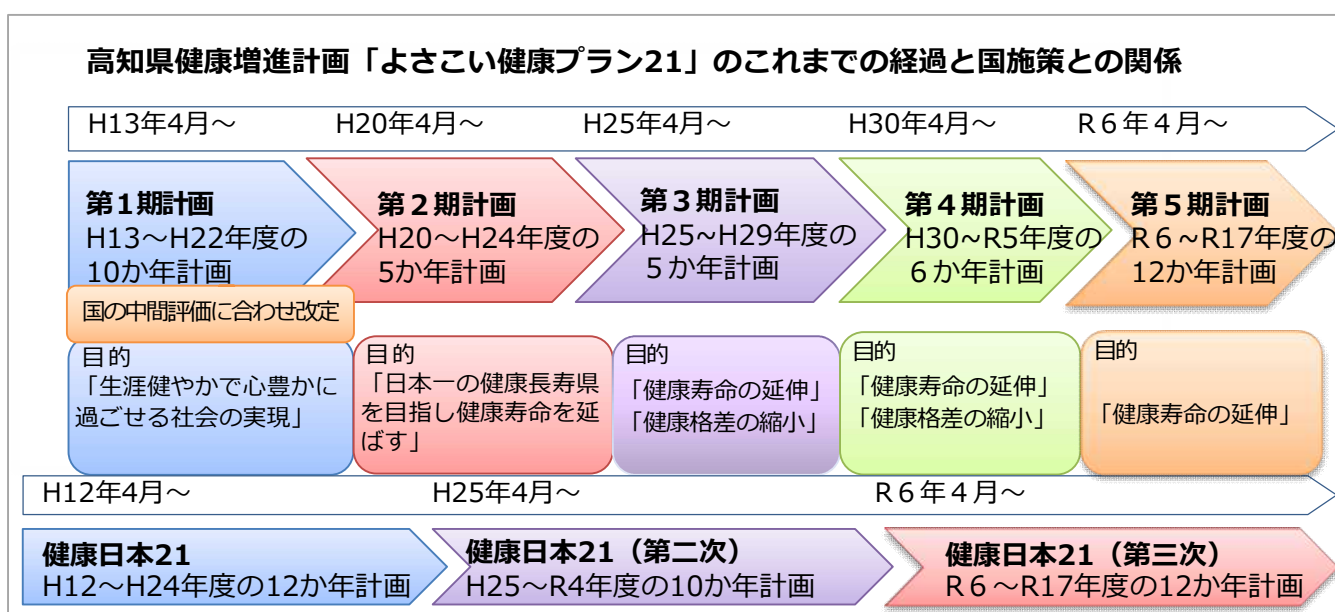 高知県健康増進計画「よさこい健康プラン21」のこれまでの経過と国施策との関係
H13年4月～
H20年4月～
H25年4月～
H30年4月～
R６年４月～
第１期計画
H13～H22年度の
10か年計画
国の中間評価に合わせ改定
第２期計画
H20～H24年度の
5か年計画
第３期計画
H25~H29年度の
５か年計画
第４期計画
H30~R5年度の
６か年計画
第５期計画
R６~R17年度の
12か年計画
目的
「生涯健やかで心豊かに
過ごせる社会の実現」
目的
「日本一の健康長寿県
を目指し健康寿命を延
ばす」
目的
「健康寿命の延伸」
「健康格差の縮小」
目的
「健康寿命の延伸」
「健康格差の縮小」
目的
「健康寿命の延伸」
H12年4月～
H25年4月～
R６年４月～
健康日本21
H12～H24年度の12か年計画
健康日本21（第二次）
H25～R4年度の10か年計画
健康日本21（第三次）
R６～R17年度の12か年計画